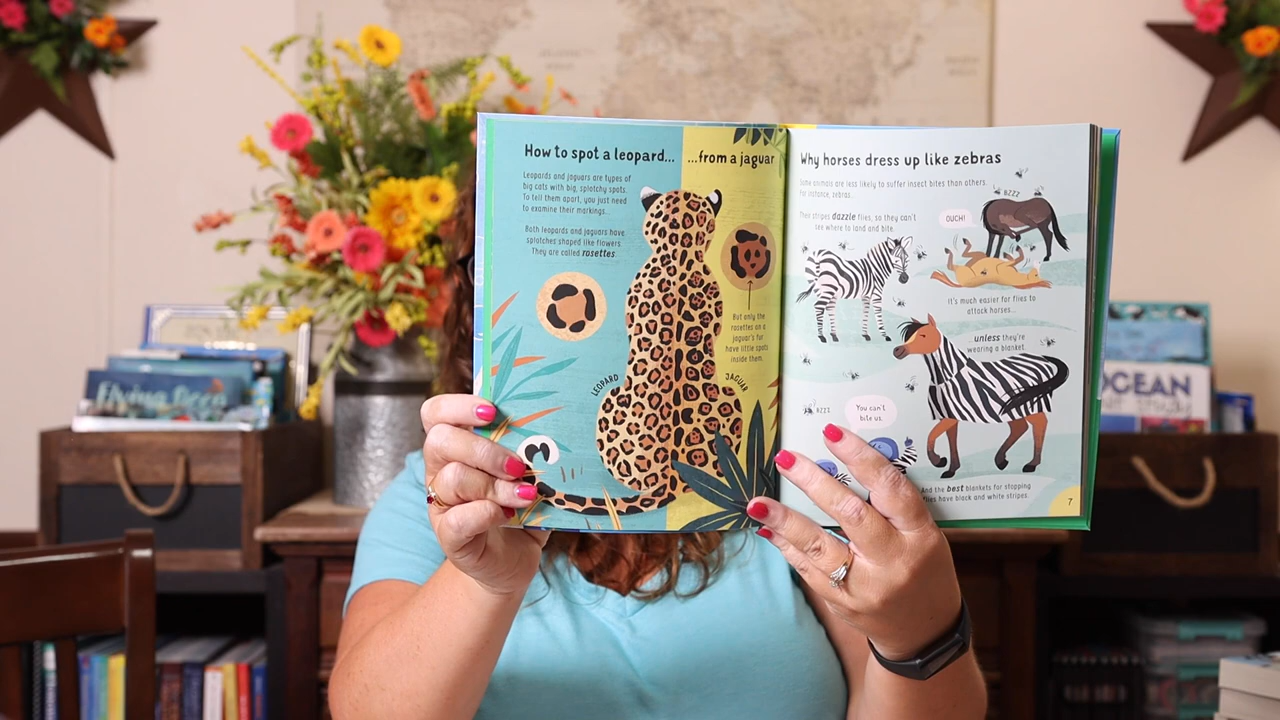 How to spot a leopard...
Leopards and jaguars are types of
big cats with big, splotchy spots.
To tell them apart, you just need
to examine their markings...
Both leopards and jaguars have
splotches shaped like flowers.
They are called rosettes.
LEOPARD
...from a jaguar
But only the
rosettes on a
jaguar's fur
have little spots
inside them.
JAGUAR
Why horses dress up like zebras
Some animals are less likely to suffer insect bites than others.
For instance, zebras...
Their stripes dazzle flies, so they can't
see where to land and bite.
BZZZ
OUCH!
It's much easier for flies to
attack horses...
...unless they're
wearing a blanket.
BZZZ
BZZZ
You can't
bite us.
And the best blankets for stopping
flies have black and white stripes.
7
OCEAN